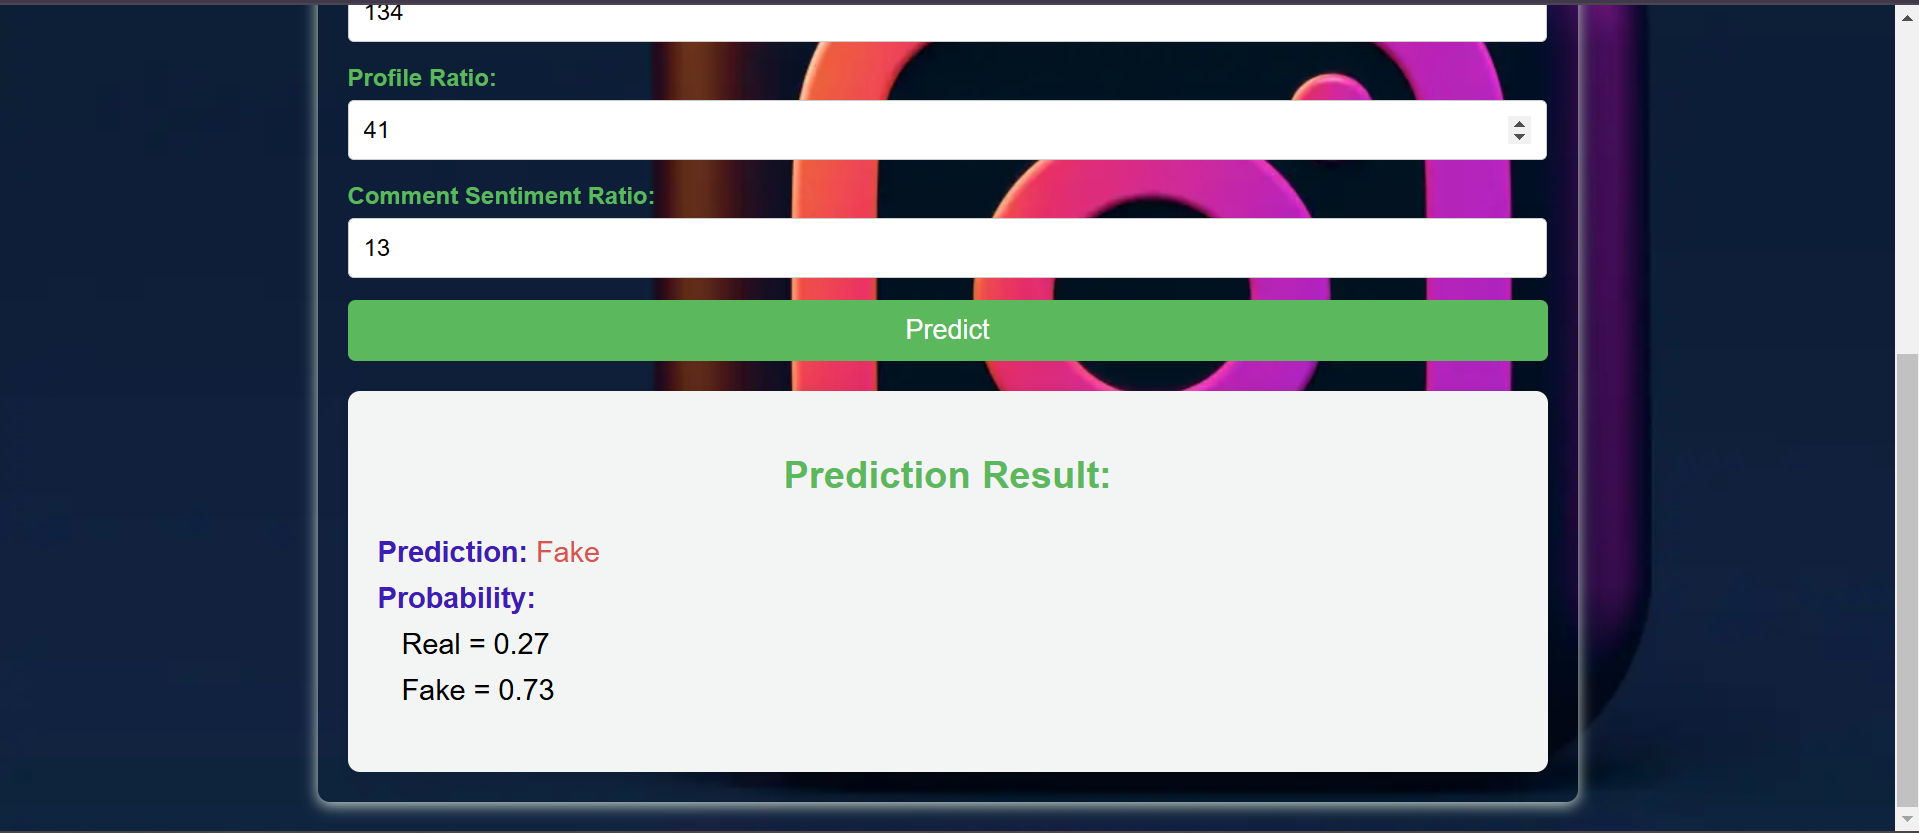 134
Profile Ratio:
41
Comment Sentiment Ratio:
13
Predict
Prediction Result:
Prediction: Fake
Probability:
Real = 0.27
Fake = 0.73